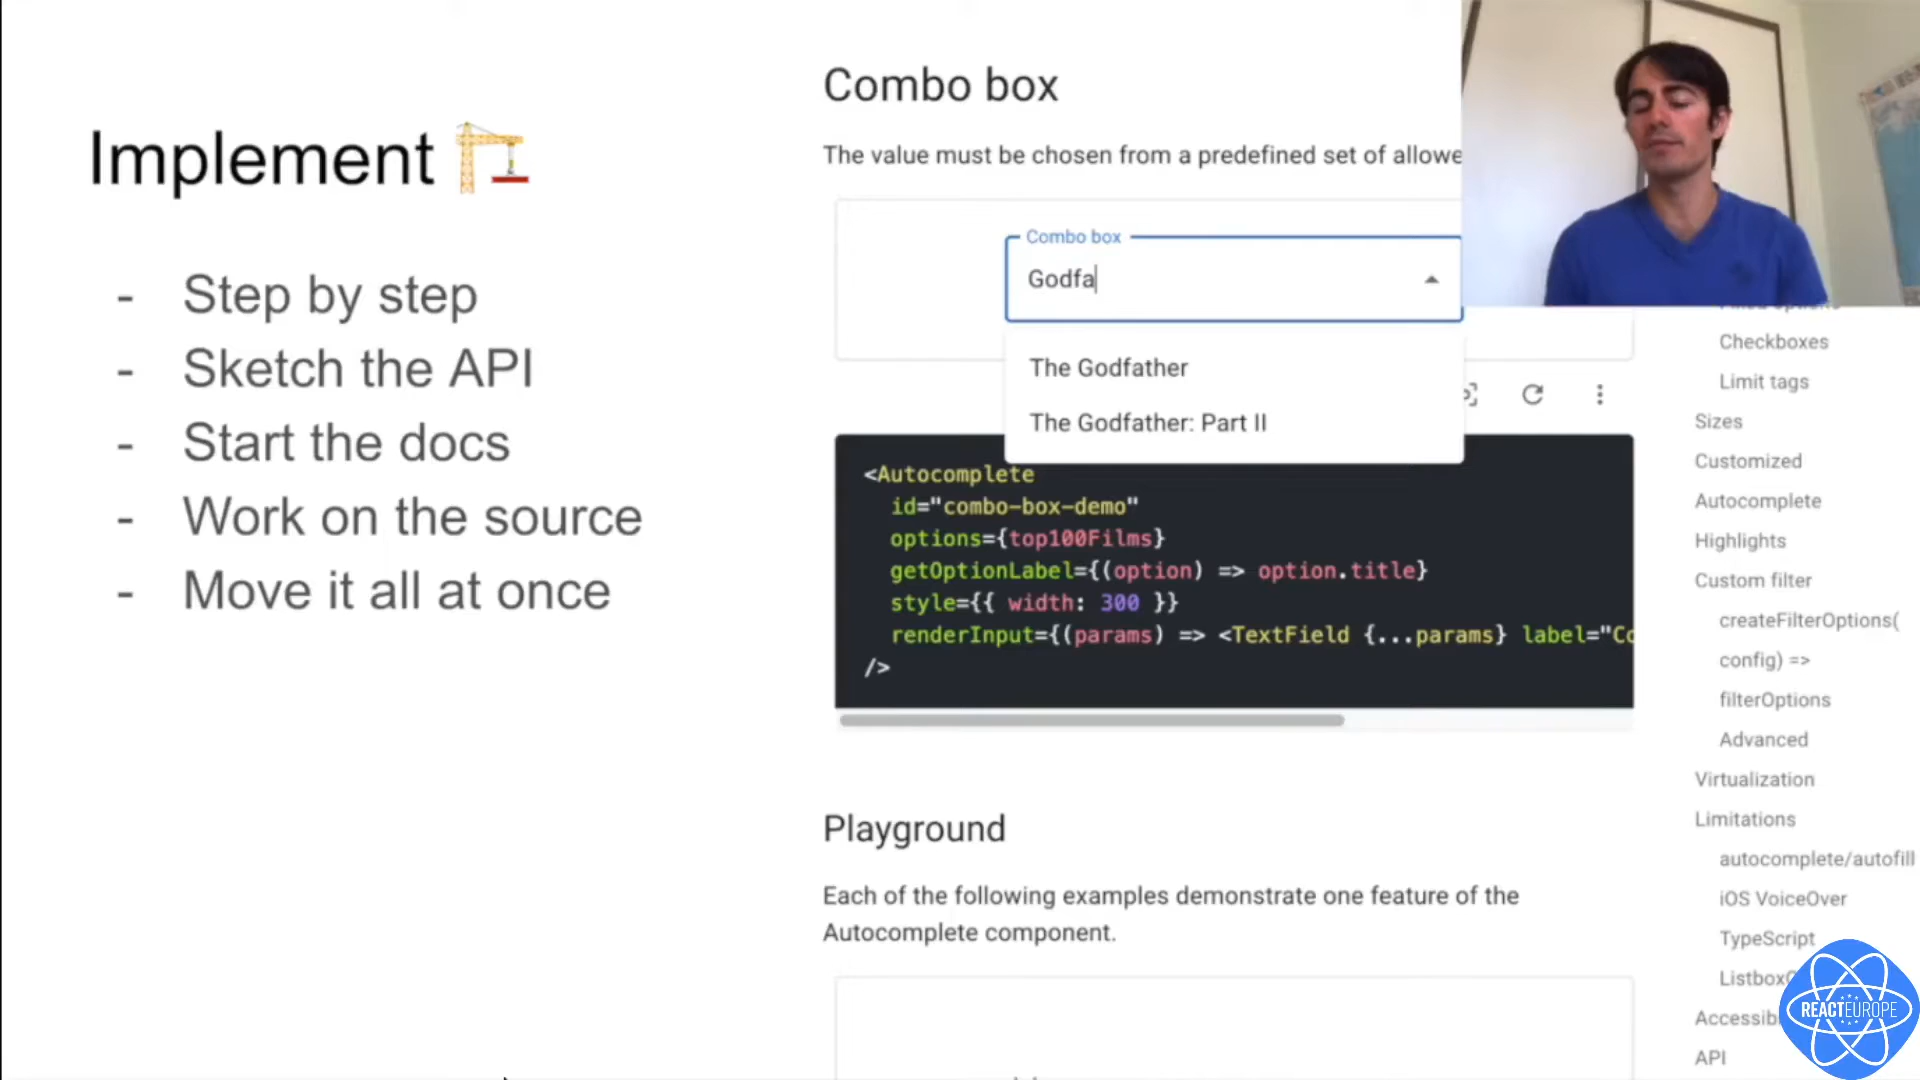 Implement
- Step by step
- Sketch the API
- Start the docs
- Work on the source
- Move it all at once
Combo box
The value must be chosen from a predefined set of allowe
Combo box
Godfa
The Godfather
The Godfather: Part II
<Autocomplete
id="combo-box-demo"
options={top100Films}
getOptionLabel={(option) => option.title}
style={{ width: 300 }}
renderInput={(params) => <TextField {...params} label="Co
/>
Playground
Each of the following examples demonstrate one feature of the
Autocomplete component.
Checkboxes
Limit tags
Sizes
Customized
Autocomplete
Highlights
Custom filter
createFilterOptions(
config) =>
filterOptions
Advanced
Virtualization
Limitations
autocomplete/autofill
iOS VoiceOver
TypeScript
Listbox
Accessib
API
REACTEUROPE